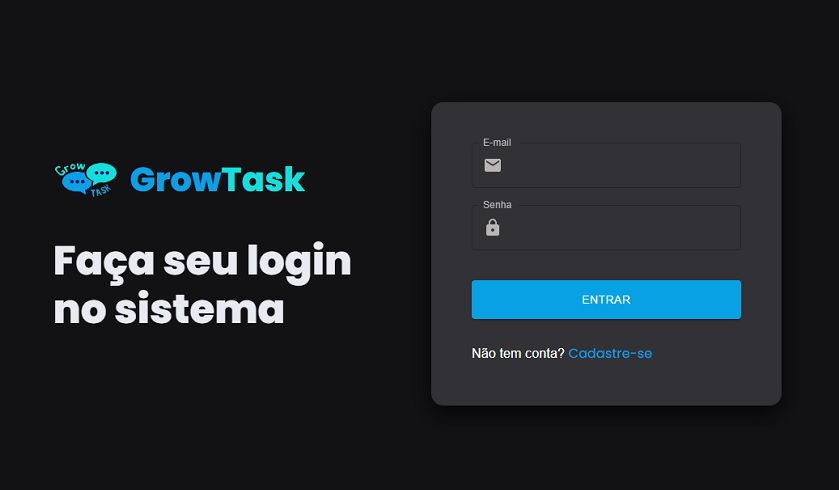 Grow
TASK
GrowTask
Faça seu login
no sistema
E-mail
Senha
ENTRAR
Não tem conta? Cadastre-se